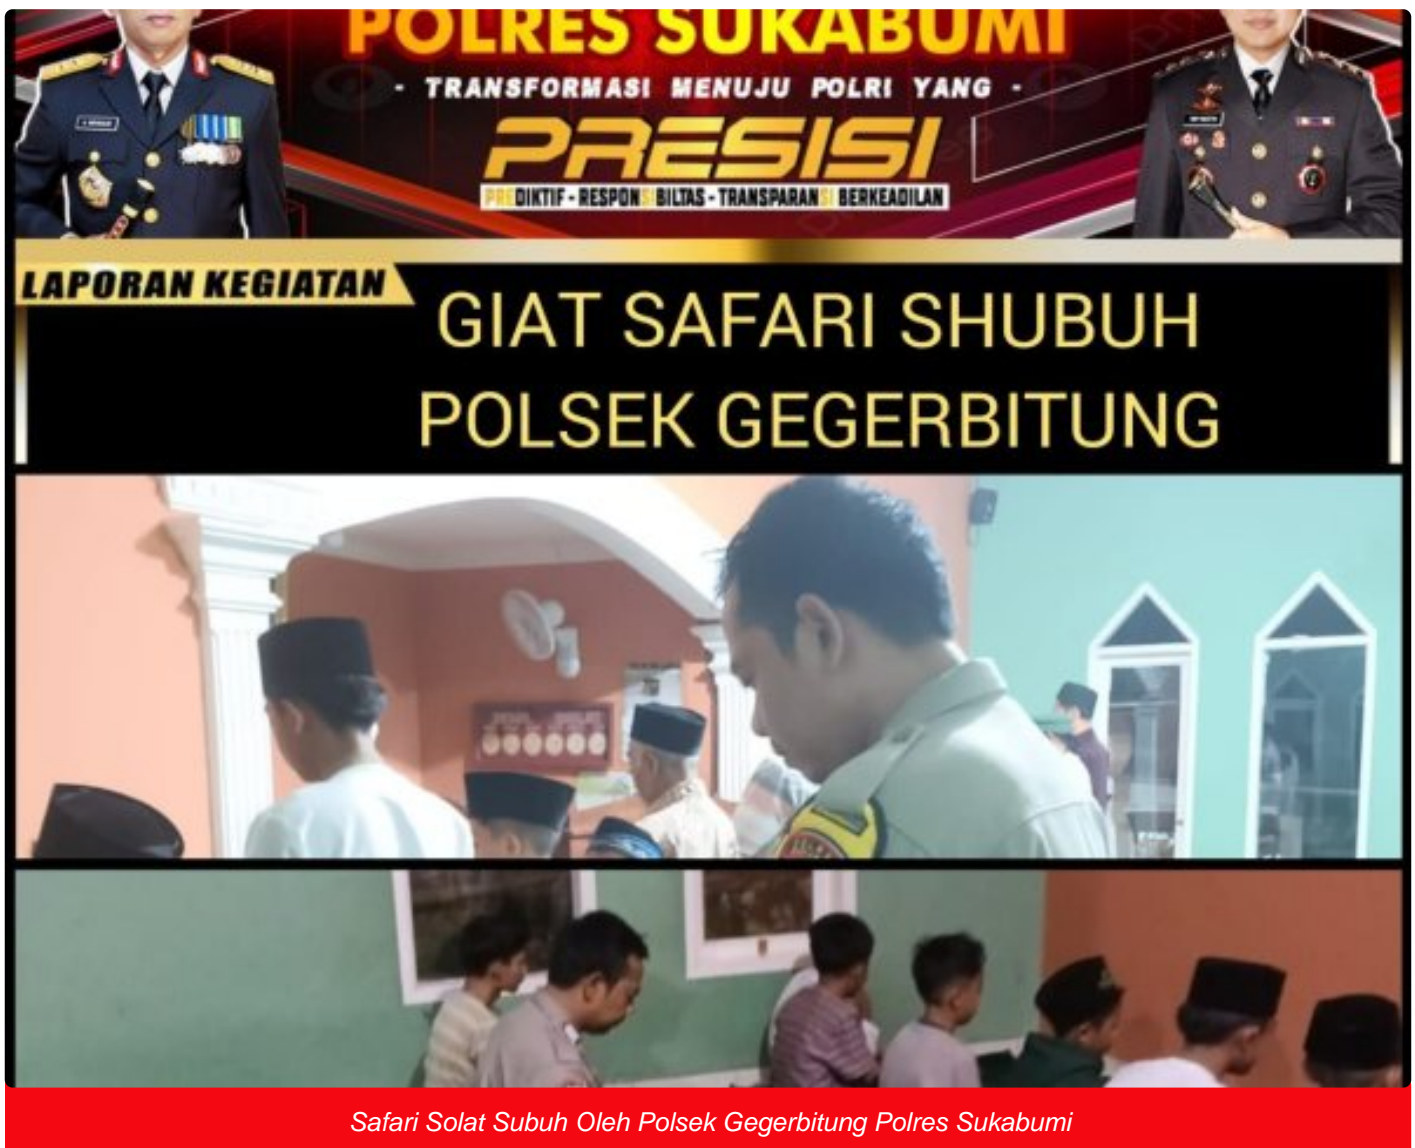 POLRES SUKABUMI
- TRANSFORMASI MENUJU POLRI YANG -
PRESISI
PREDIKTIF - RESPONSIBILTAS - TRANSPARANSI BERKEADILAN
LAPORAN KEGIATAN
GIAT SAFARI SHUBUH
POLSEK GEGERBITUNG
Safari Solat Subuh Oleh Polsek Gegerbitung Polres Sukabumi